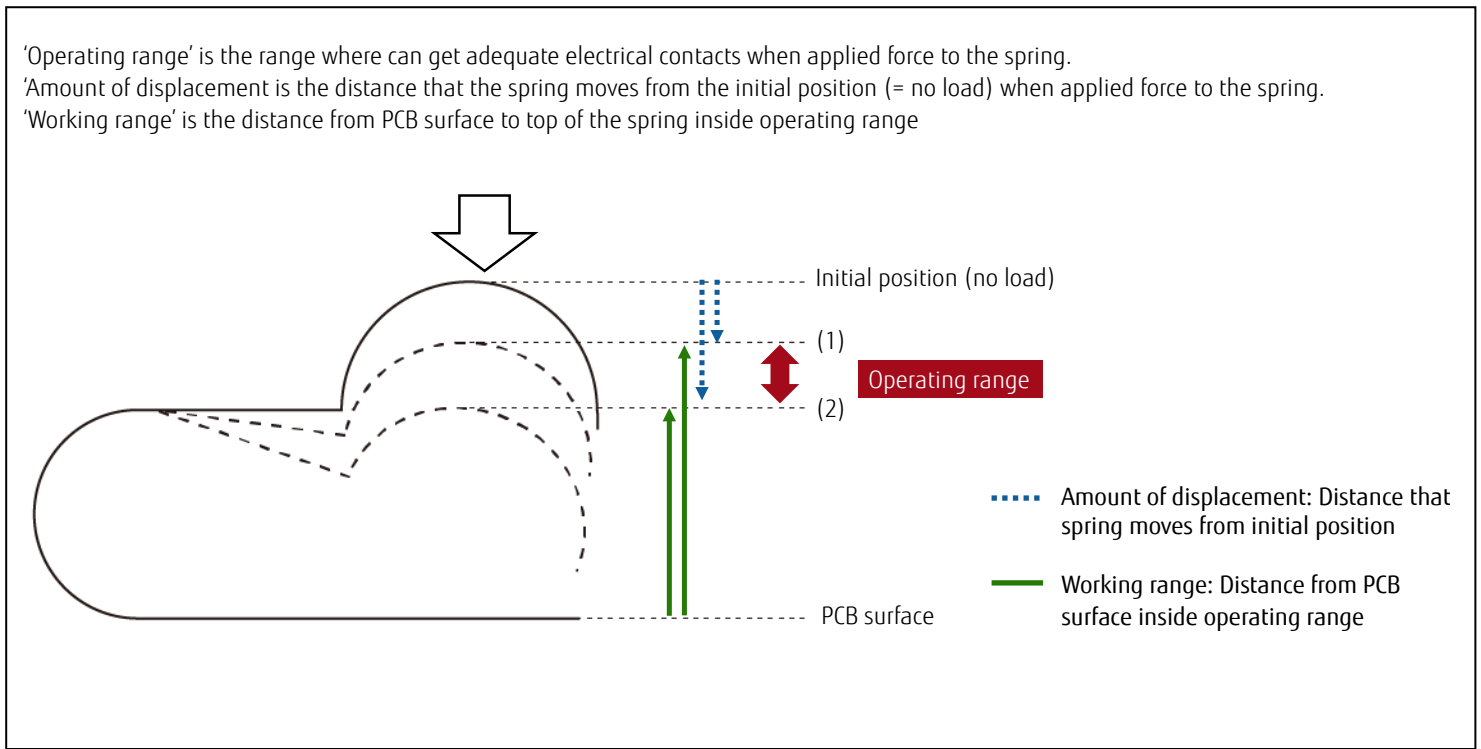 ‘Operating range’ is the range where can get adequate electrical contacts when applied force to the spring.
‘Amount of displacement is the distance that the spring moves from the initial position (= no load) when applied force to the spring.
‘Working range’ is the distance from PCB surface to top of the spring inside operating range
Initial position (no load)
(1)
Operating range
(2)
Amount of displacement: Distance that
spring moves from initial position
Working range: Distance from PCB
surface inside operating range
PCB surface